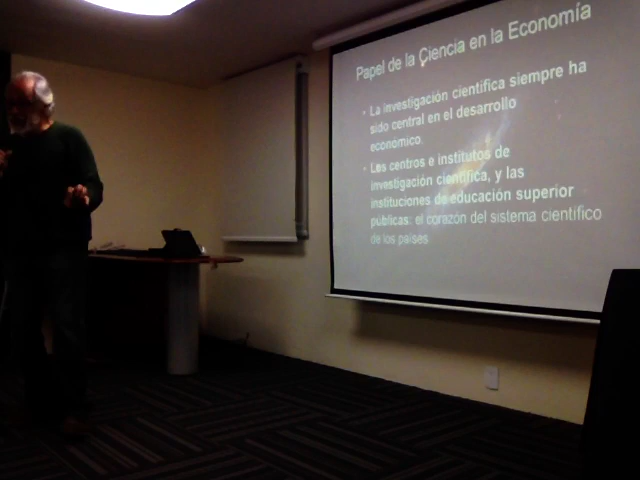 Papel de la Ciencia en la Economía
• La investigación científica siempre ha
sido central en el desarrollo
económico.
• Los centros e institutos de
investigación científica, y las
instituciones de educación superior
públicas: el corazón del sistema científico
de los países